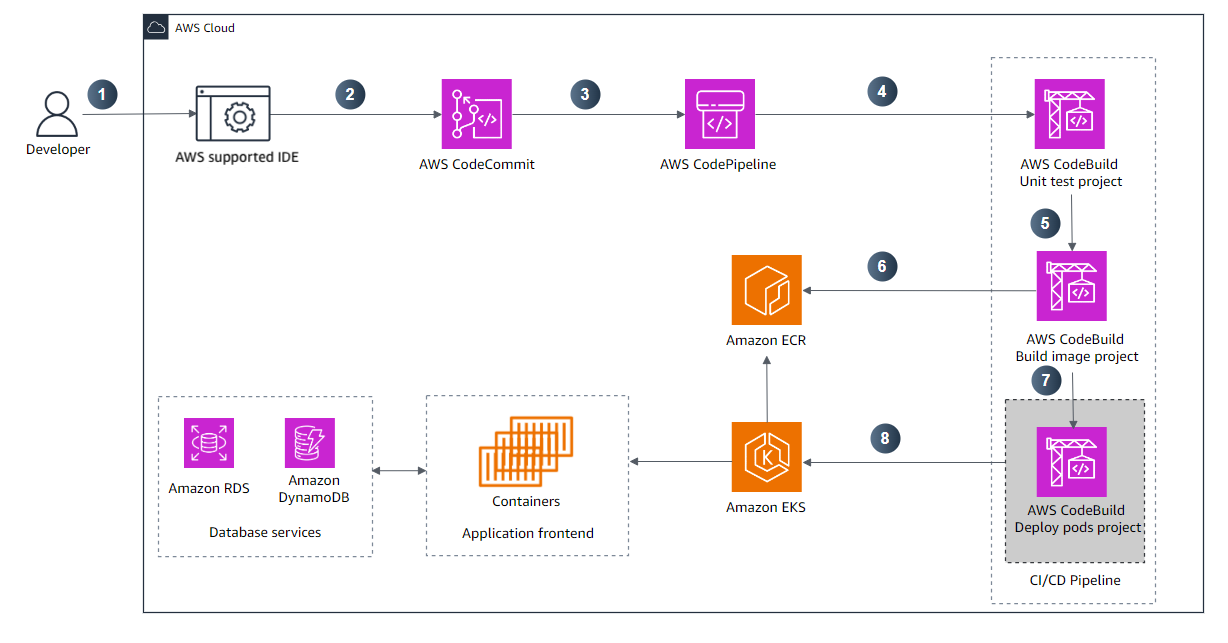 AWS Cloud
1
2
3
4
Developer
AWS supported IDE
AWS CodeCommit
AWS CodePipeline
AWS CodeBuild
Unit test project
5
6
Amazon ECR
AWS CodeBuild
Build image project
7
8
Amazon RDS
Amazon
DynamoDB
Database services
Containers
Application frontend
K
Amazon EKS
AWS CodeBuild
Deploy pods project
CI/CD Pipeline